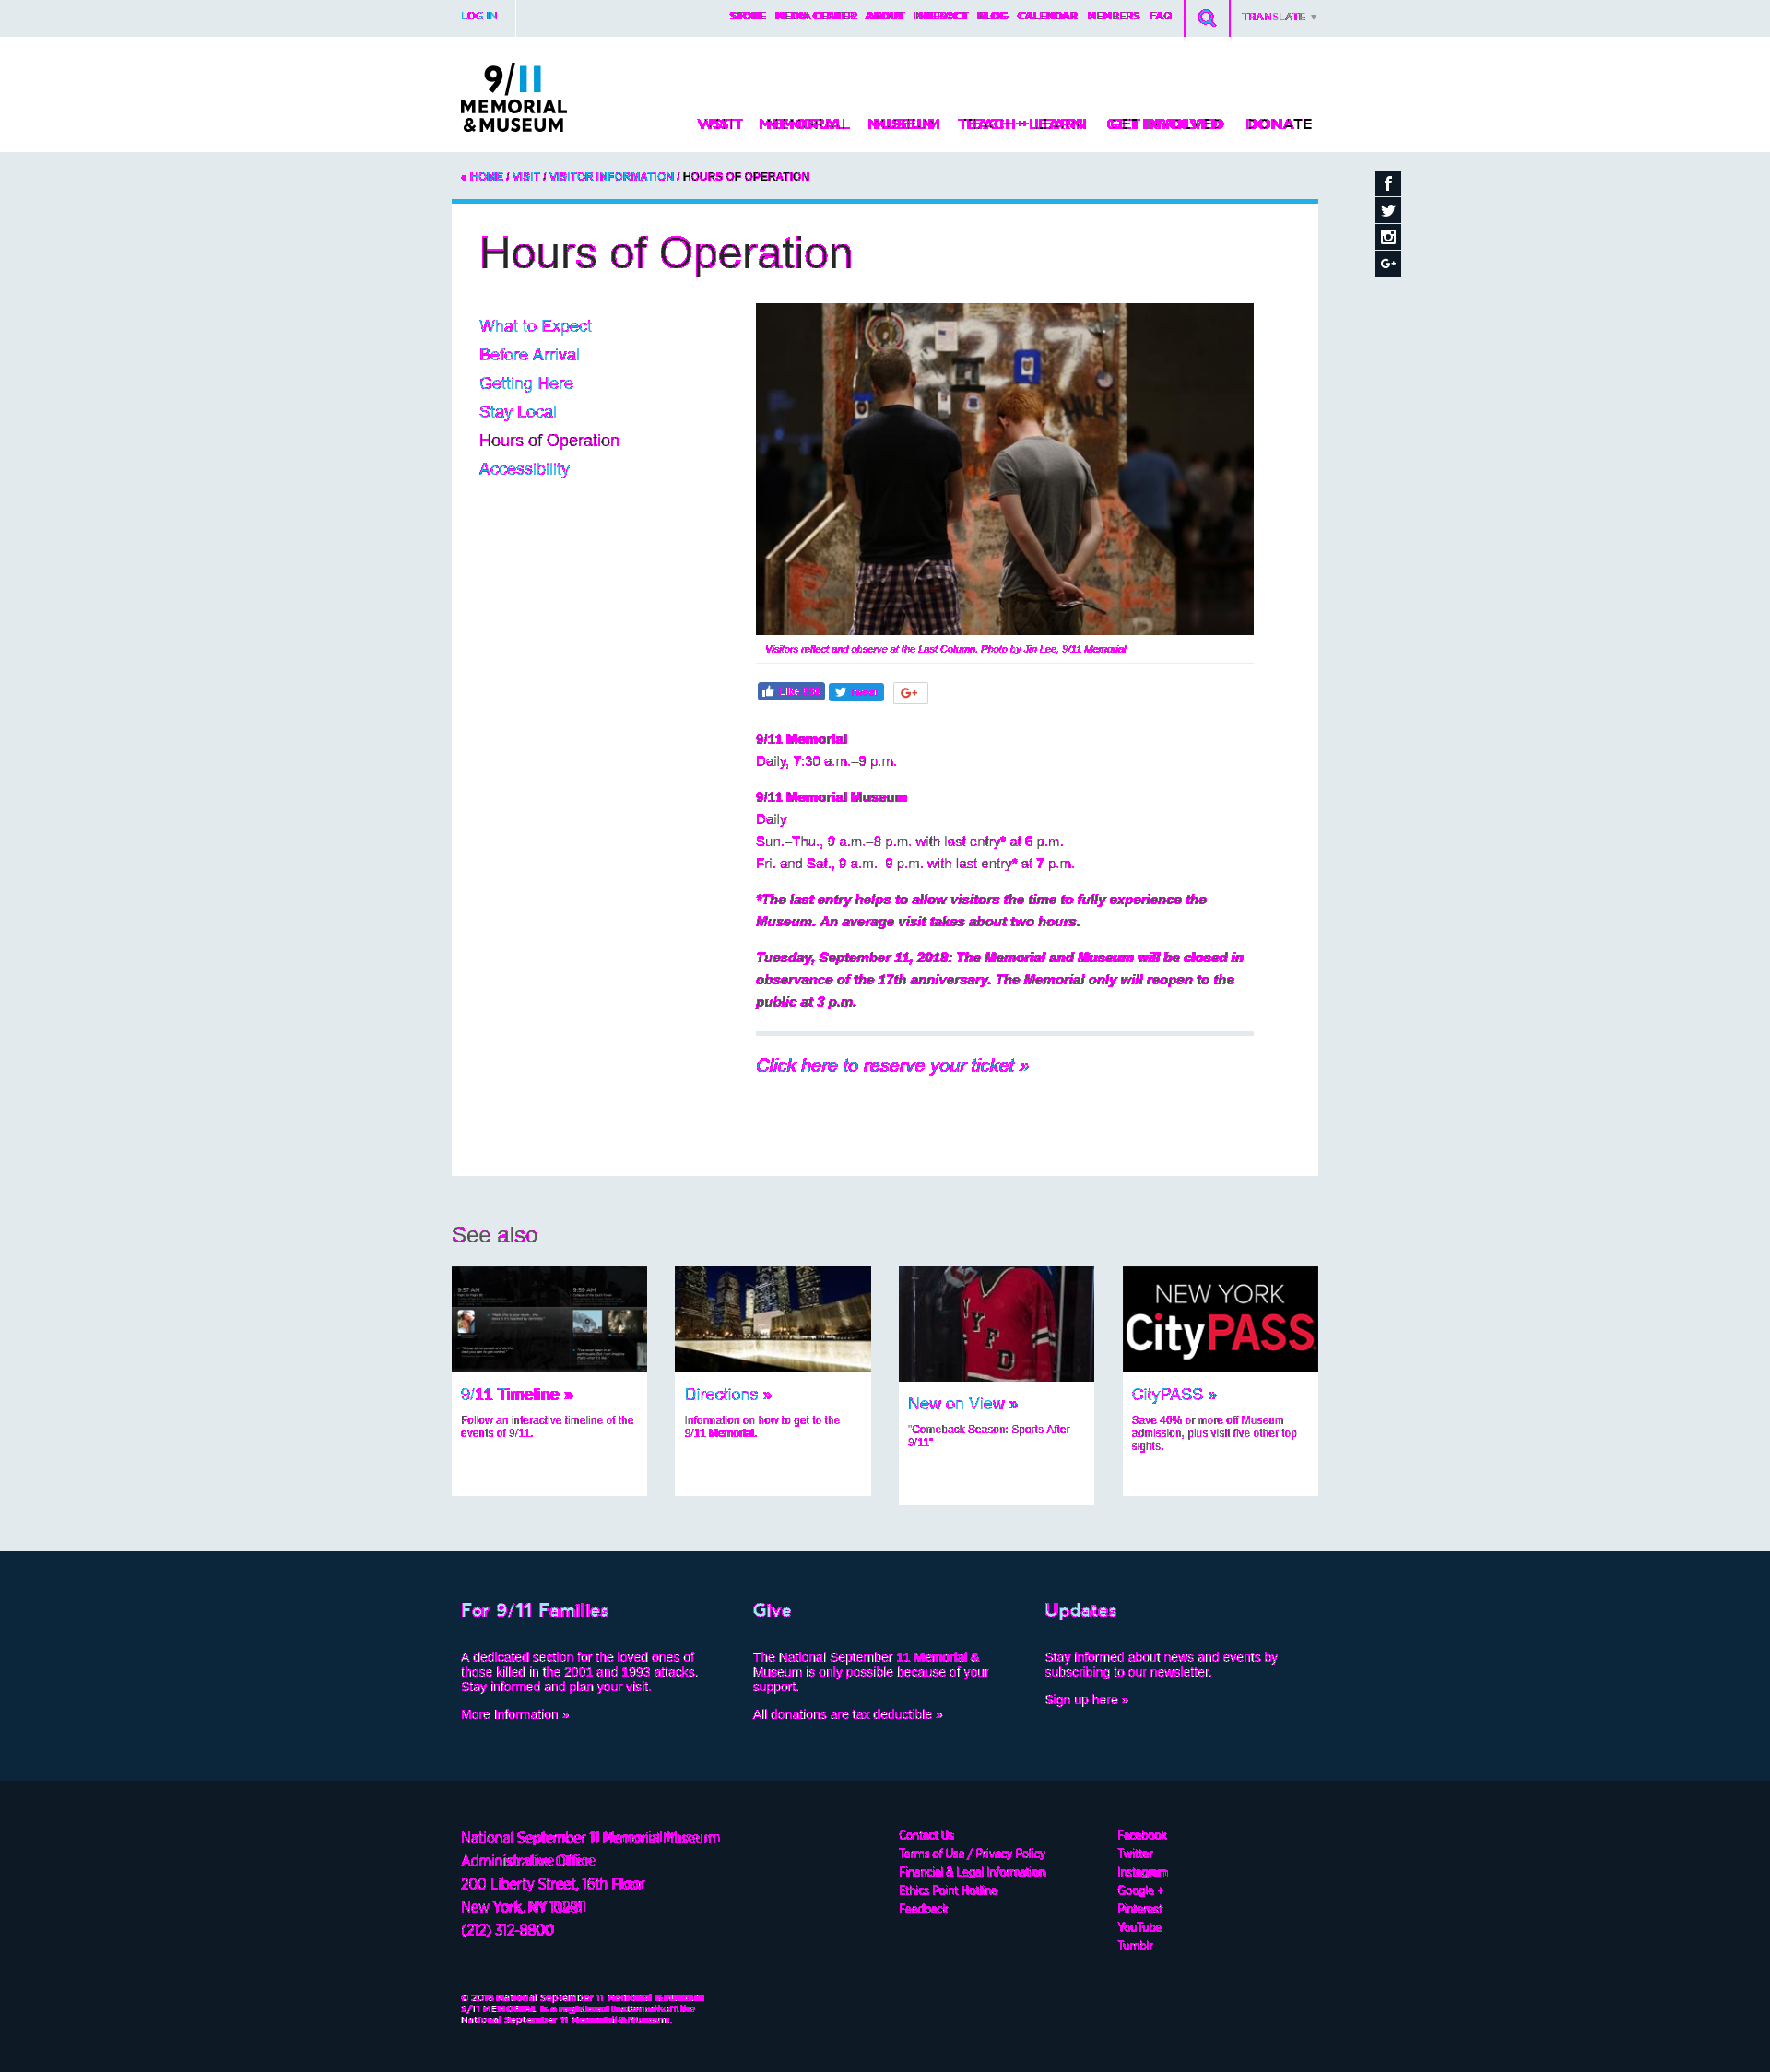 LOG IN
STORE MEDIA CENTER ABOUT INTERACT BLOG CALENDAR MEMBERS FAQ
TRANSLATE ▼
9/11
MEMORIAL
& MUSEUM
VISIT MEMORIAL MUSEUM TEACH + LEARN GET INVOLVED DONATE
« HOME / VISIT / VISITOR INFORMATION / HOURS OF OPERATION
Hours of Operation
What to Expect
Before Arrival
Getting Here
Stay Local
Hours of Operation
Accessibility
Visitors reflect and observe at the Last Column. Photo by Jin Lee, 9/11 Memorial
Like
Tweet
G+
9/11 Memorial
Daily, 7:30 a.m.–9 p.m.
9/11 Memorial Museum
Daily
Sun.–Thu., 9 a.m.–8 p.m. with last entry* at 6 p.m.
Fri. and Sat., 9 a.m.–9 p.m. with last entry* at 7 p.m.
*The last entry helps to allow visitors the time to fully experience the
Museum. An average visit takes about two hours.
Tuesday, September 11, 2018: The Memorial and Museum will be closed in
observance of the 17th anniversary. The Memorial only will reopen to the
public at 3 p.m.
Click here to reserve your ticket »
See also
9:57 AM
9:59 AM
NYFD
NEW YORK
CityPASS
9/11 Timeline »
Follow an interactive timeline of the
events of 9/11.
Directions »
Information on how to get to the
9/11 Memorial.
New on View »
"Comeback Season: Sports After
9/11"
CityPASS »
Save 40% or more off Museum
admission, plus visit five other top
sights.
For 9/11 Families
A dedicated section for the loved ones of
those killed in the 2001 and 1993 attacks.
Stay informed and plan your visit.
More Information »
Give
The National September 11 Memorial &
Museum is only possible because of your
support.
All donations are tax deductible »
Updates
Stay informed about news and events by
subscribing to our newsletter.
Sign up here »
National September 11 Memorial Museum
Administrative Office
200 Liberty Street, 16th Floor
New York, NY 10281
(212) 312-8800
Contact Us
Terms of Use / Privacy Policy
Financial & Legal Information
Ethics Point Hotline
Feedback
Facebook
Twitter
Instagram
Google +
Pinterest
YouTube
Tumblr
© 2018 National September 11 Memorial & Museum
9/11 MEMORIAL is a registered trademark of the
National September 11 Memorial & Museum.